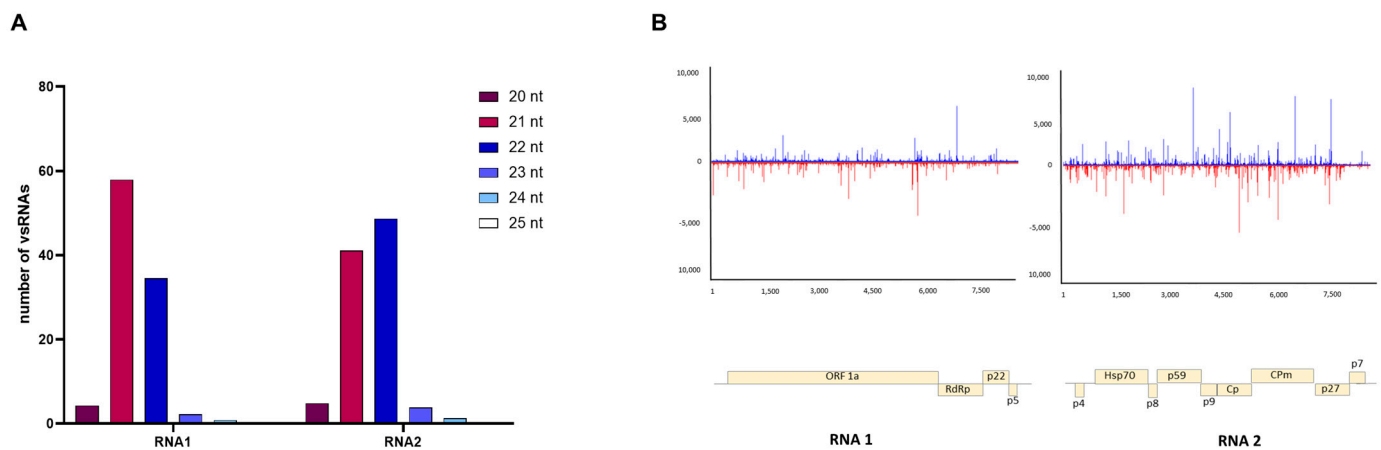 A
80
60
40
20
0
number of vsRNAs
RNA1
RNA2
20 nt
21 nt
22 nt
23 nt
24 nt
25 nt
B
10,000
5,000
0
-5,000
10,000
1
1,500
3,000
4,500
6,000
7,500
ORF 1a
RdRp
p22
p5
RNA 1
10,000
5,000
0
-5,000
10,000
1
1,500
3,000
4,500
6,000
7,500
p4
Hsp70
p8
p59
p9
Cp
CPm
p27
p7
RNA 2